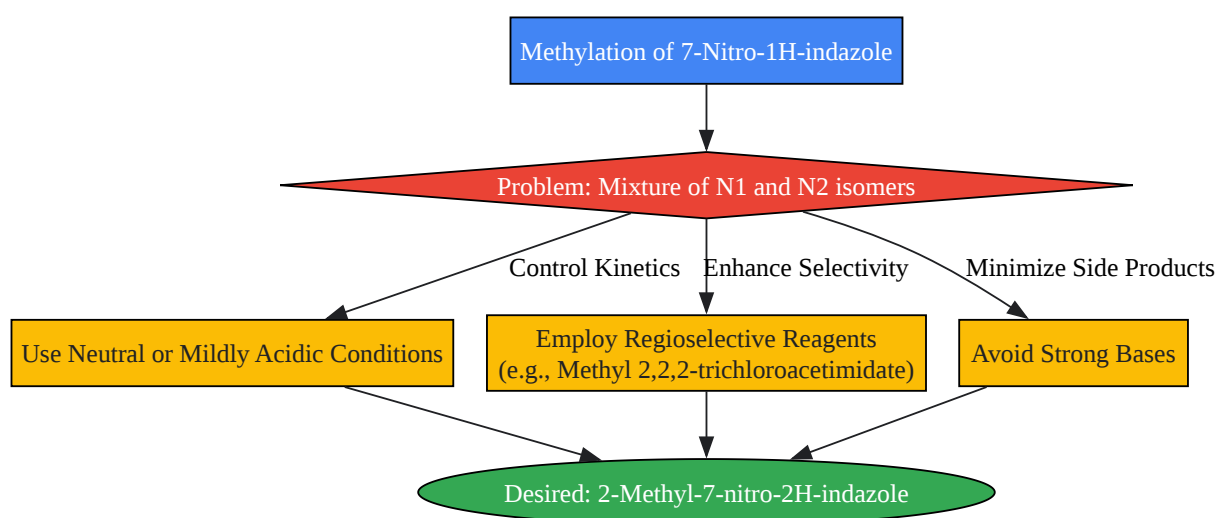 Methylation of 7-Nitro-1H-indazole
Problem: Mixture of N1 and N2 isomers
Control Kinetics
Enhance Selectivity
Minimize Side Products
Use Neutral or Mildly Acidic Conditions
Employ Regioselective Reagents
(e.g., Methyl 2,2,2-trichloroacetimidate)
Avoid Strong Bases
Desired: 2-Methyl-7-nitro-2H-indazole